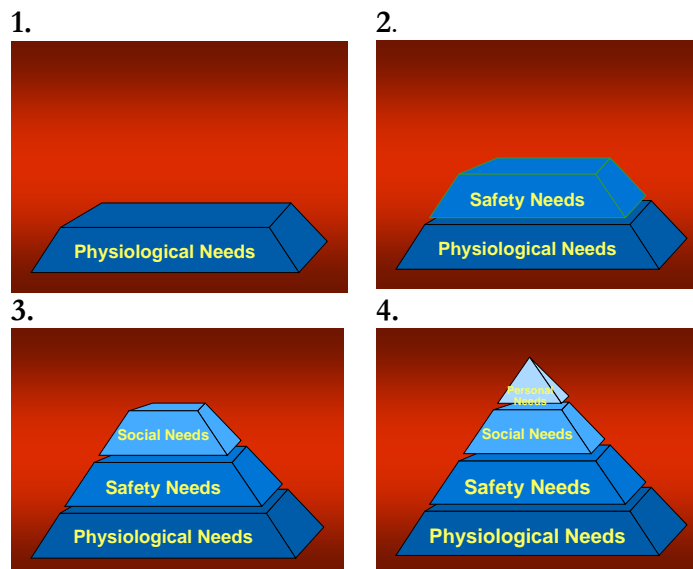 1.
Physiological Needs
2.
Safety Needs
Physiological Needs
3.
Social Needs
Safety Needs
Physiological Needs
4.
Personal
Needs
Social Needs
Safety Needs
Physiological Needs